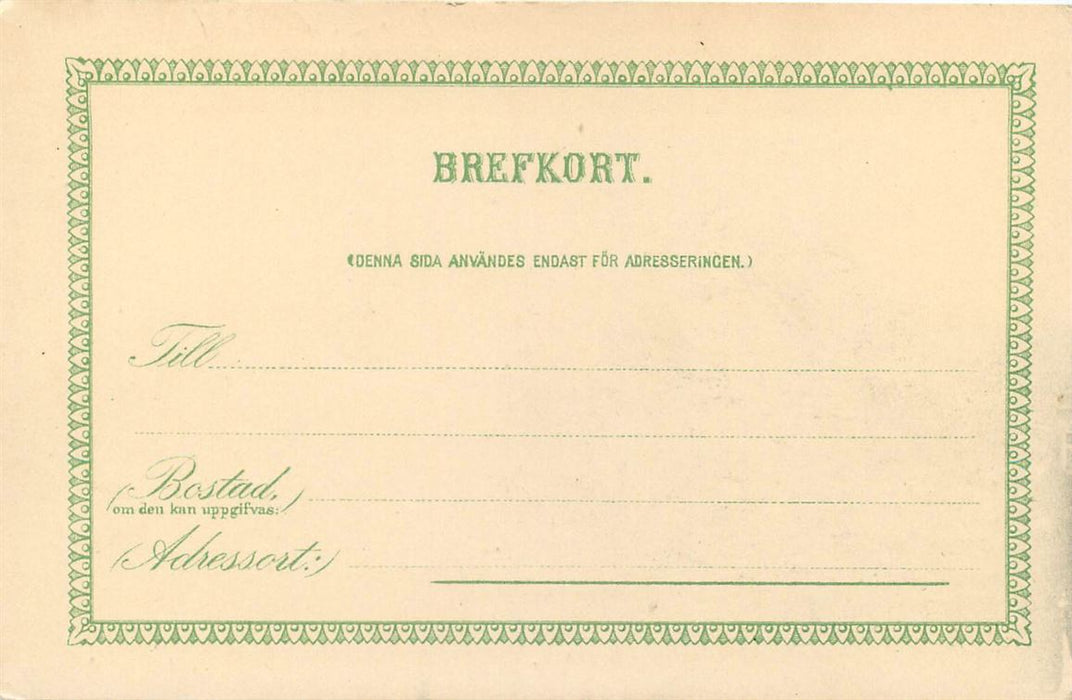 BREFKORT.
(DENNA SIDA ANVÄNDES ENDAST FÖR ADRESSERINGEN.)
Till
(Bostad,
om den kan uppgifvas:)
(Adressort:)